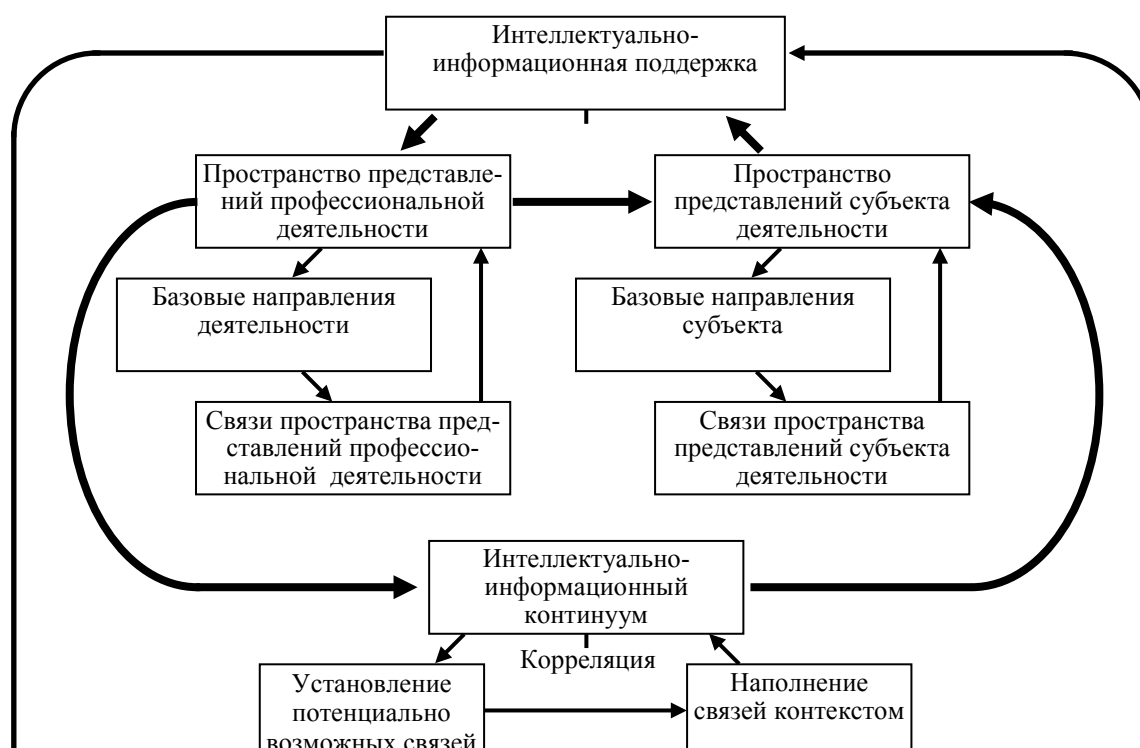 Интеллектуально-
информационная поддержка
Пространство представле-
ний профессиональной
деятельности
Пространство
представлений субъекта
деятельности
Базовые направления
деятельности
Базовые направления
субъекта
Связи пространства пред-
ставлений профессио-
нальной деятельности
Связи пространства
представлений субъекта
деятельности
Интеллектуально-
информационный
континуум
Корреляция
Установление
потенциально
возможных связей
Наполнение
связей контекстом